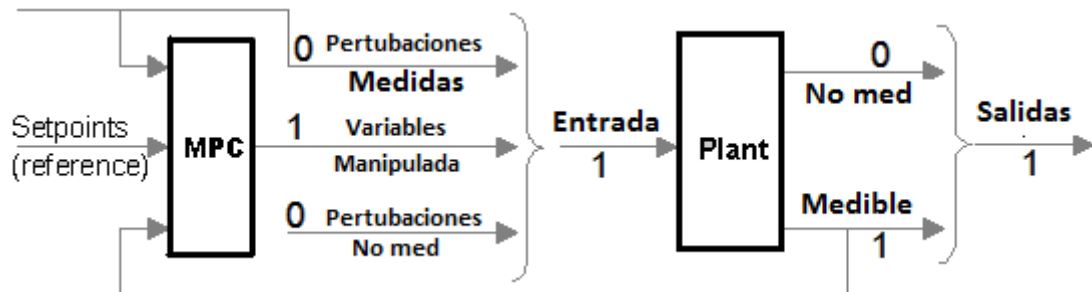 0 Pertubaciones
Medidas
Setpoints
(reference)
MPC
1 Variables
Manipulada
0 Pertubaciones
No med
Entrada
1
Plant
0
No med
Medible
1
Salidas
1